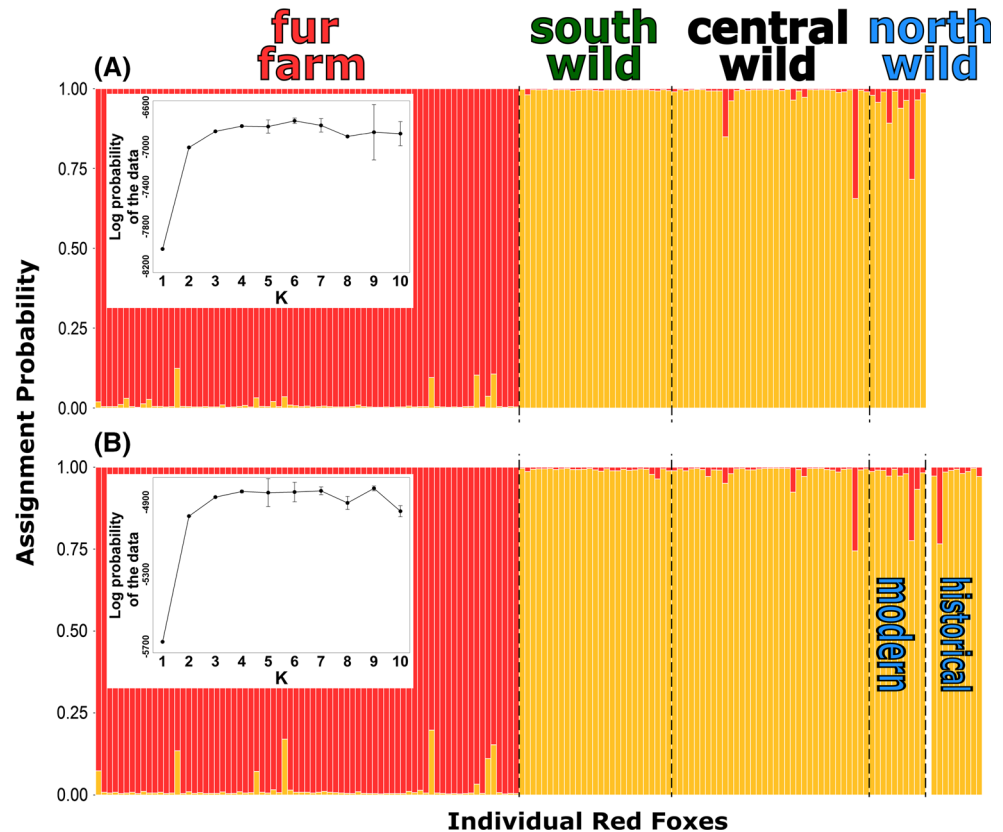 fur farm
south wild
central wild
north wild
(A)
1.00
0.75
0.50
0.25
0.00
Log probability of the data
-6600
-7000
-7400
-7800
-8200
1 2 3 4 5 6 7 8 9 10
K
Assignment Probability
(B)
1.00
0.75
0.50
0.25
0.00
Log probability of the data
-4900
-5300
-5700
1 2 3 4 5 6 7 8 9 10
K
modern
historical
Individual Red Foxes